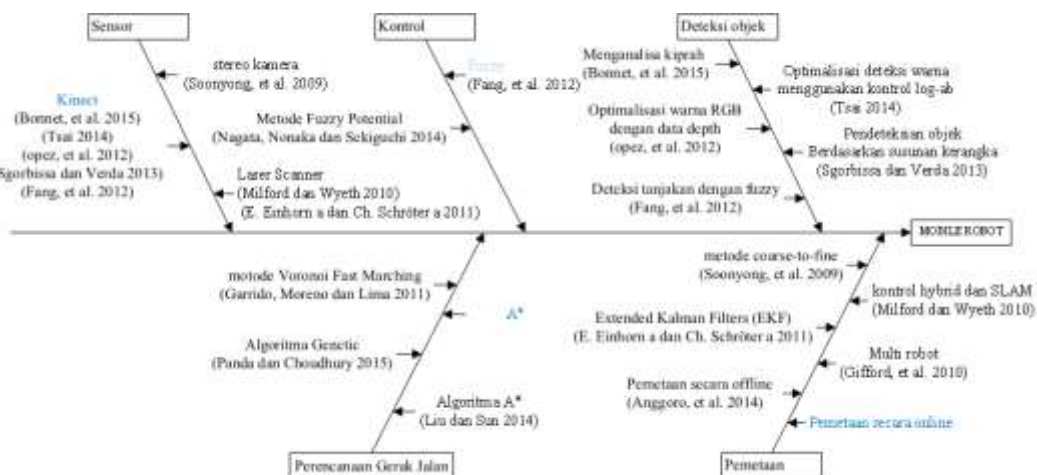 Sensor
Kontrol
Deteksi objek
stereo kamera
(Soonyong, et al. 2009)
Kinect
(Bonnet, et al. 2015)
(Tsai 2014)
(opez, et al. 2012)
Sgorbissa dan Verda 2013)
(Fang, et al. 2012)
Laser Scanner
(Milford dan Wyeth 2010)
(E. Einhorn a dan Ch. Schröter a 2011)
Fuzzy
(Fang, et al. 2012)
Metode Fuzzy Potential
(Nagata, Nonaka dan Sekiguchi 2014)
Menganalisa kiprah
(Bonnet, et al. 2015)
Optimalisasi warna RGB
dengan data depth
(opez, et al. 2012)
Deteksi tanjakan dengan fuzzy
(Fang, et al. 2012)
Optimalisasi deteksi warna
menggunakan kontrol log-ab
(Tsai 2014)
Pendeteknian objek
Berdasarkan susunan kerangka
(Sgorbissa dan Verda 2013)
MOBILE ROBOT
motode Voronoi Fast Marching
(Garrido, Moreno dan Lima 2011)
A*
Algoritma Genetic
(Panda dan Choudhury 2015)
Algoritma A*
(Liu dan Sun 2014)
Perencanaan Gerak Jalan
metode coarse-to-fine
(Soonyong, et al. 2009)
kontrol hybrid dan SLAM
(Milford dan Wyeth 2010)
Extended Kalman Filters (EKF)
(E. Einhorn a dan Ch. Schröter a 2011)
Multi robot
(Gifford, et al. 2010)
Pemetaan secara offline
(Anggoro, et al. 2014)
Pemetaan secara online
Pemetaan